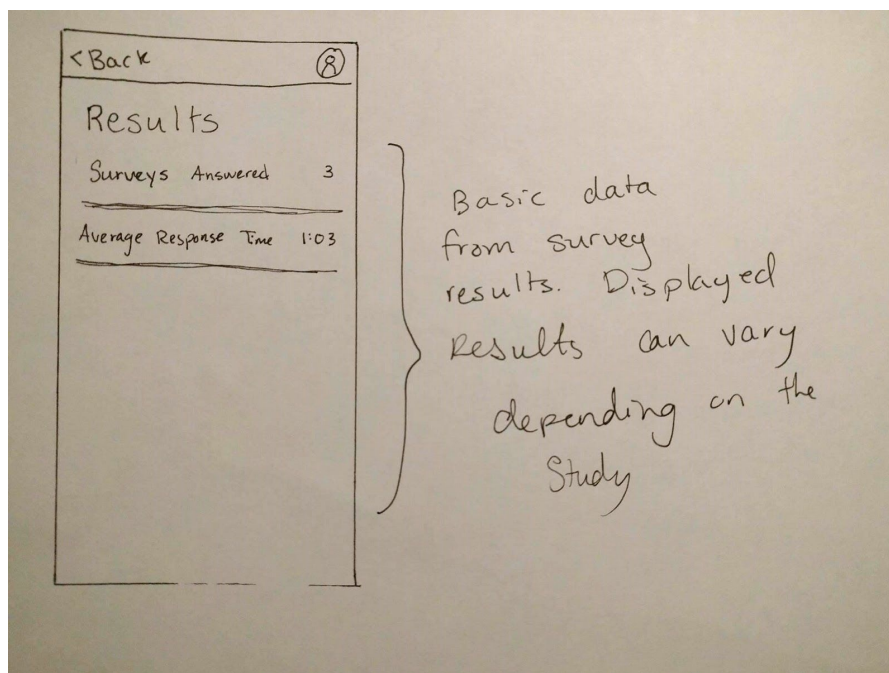 <Back
Results
Surveys Answered 3
Average Response Time 1:03
Basic data
from survey
results. Displayed
Results can vary
depending on the
Study